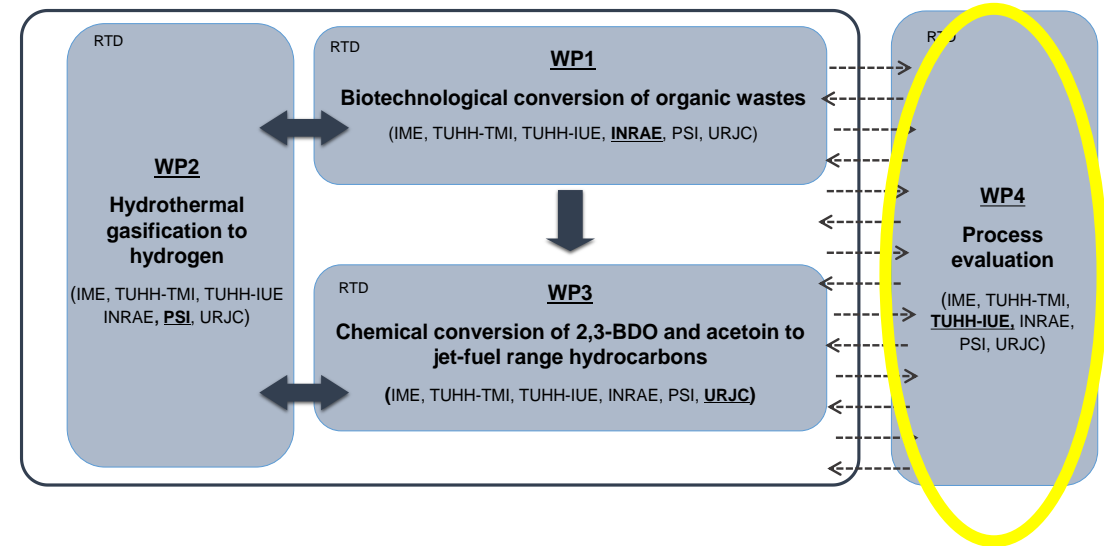 RTD
WP2
Hydrothermal
gasification to
hydrogen
(IME, TUHH-TMI, TUHH-IUE
INRAE, PSI, URJC)
RTD
WP1
Biotechnological conversion of organic wastes
(IME, TUHH-TMI, TUHH-IUE, INRAE, PSI, URJC)
RTD
WP3
Chemical conversion of 2,3-BDO and acetoin to
jet-fuel range hydrocarbons
(IME, TUHH-TMI, TUHH-IUE, INRAE, PSI, URJC)
RTD
WP4
Process
evaluation
(IME, TUHH-TMI,
TUHH-IUE, INRAE,
PSI, URJC)